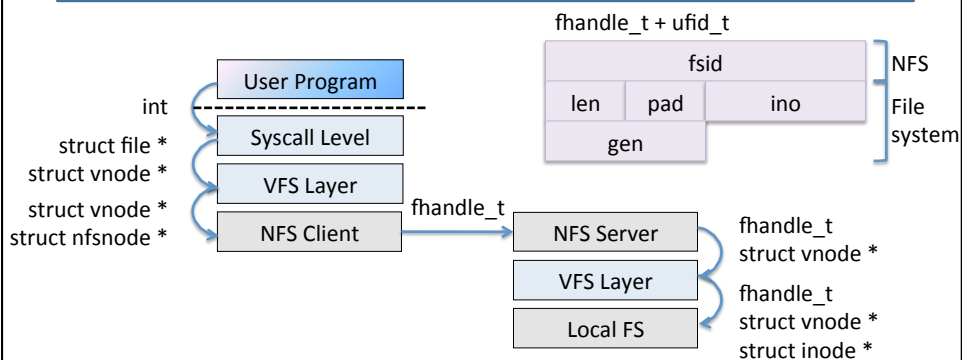 fhandle_t + ufid_t
fsid
NFS
len pad ino
File
system
gen
User Program
int
Syscall Level
struct file *
struct vnode *
VFS Layer
struct vnode *
struct nfsnode *
NFS Client
fhandle_t
NFS Server
fhandle_t
struct vnode *
VFS Layer
fhandle_t
struct vnode *
struct inode *
Local FS